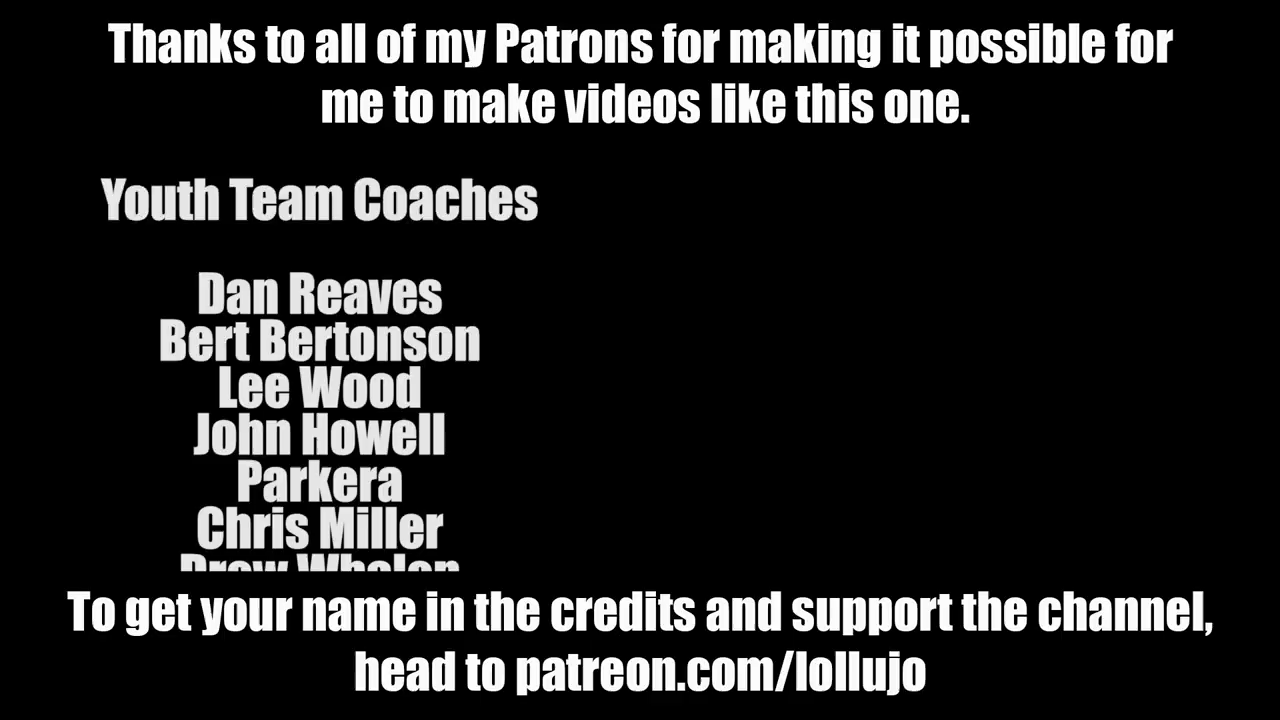 Thanks to all of my Patrons for making it possible for
me to make videos like this one.
Youth Team Coaches
Dan Reaves
Bert Bertonson
Lee Wood
John Howell
Parkera
Chris Miller
Drew Whalen
To get your name in the credits and support the channel,
head to patreon.com/lollujo